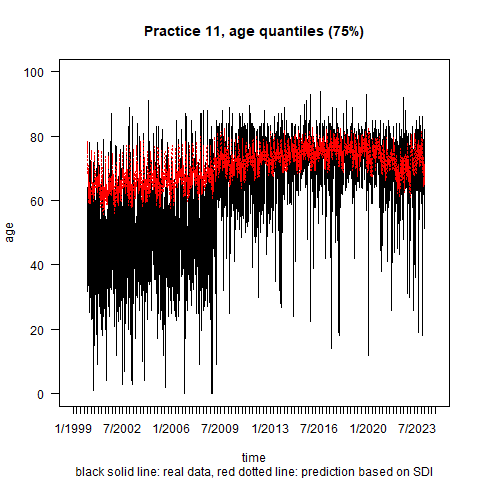 Practice 11, age quantiles (75%)
100
80
60
40
20
0
age
1/1999 7/2002 1/2006 7/2009 1/2013 7/2016 1/2020 7/2023
time
black solid line: real data, red dotted line: prediction based on SDI